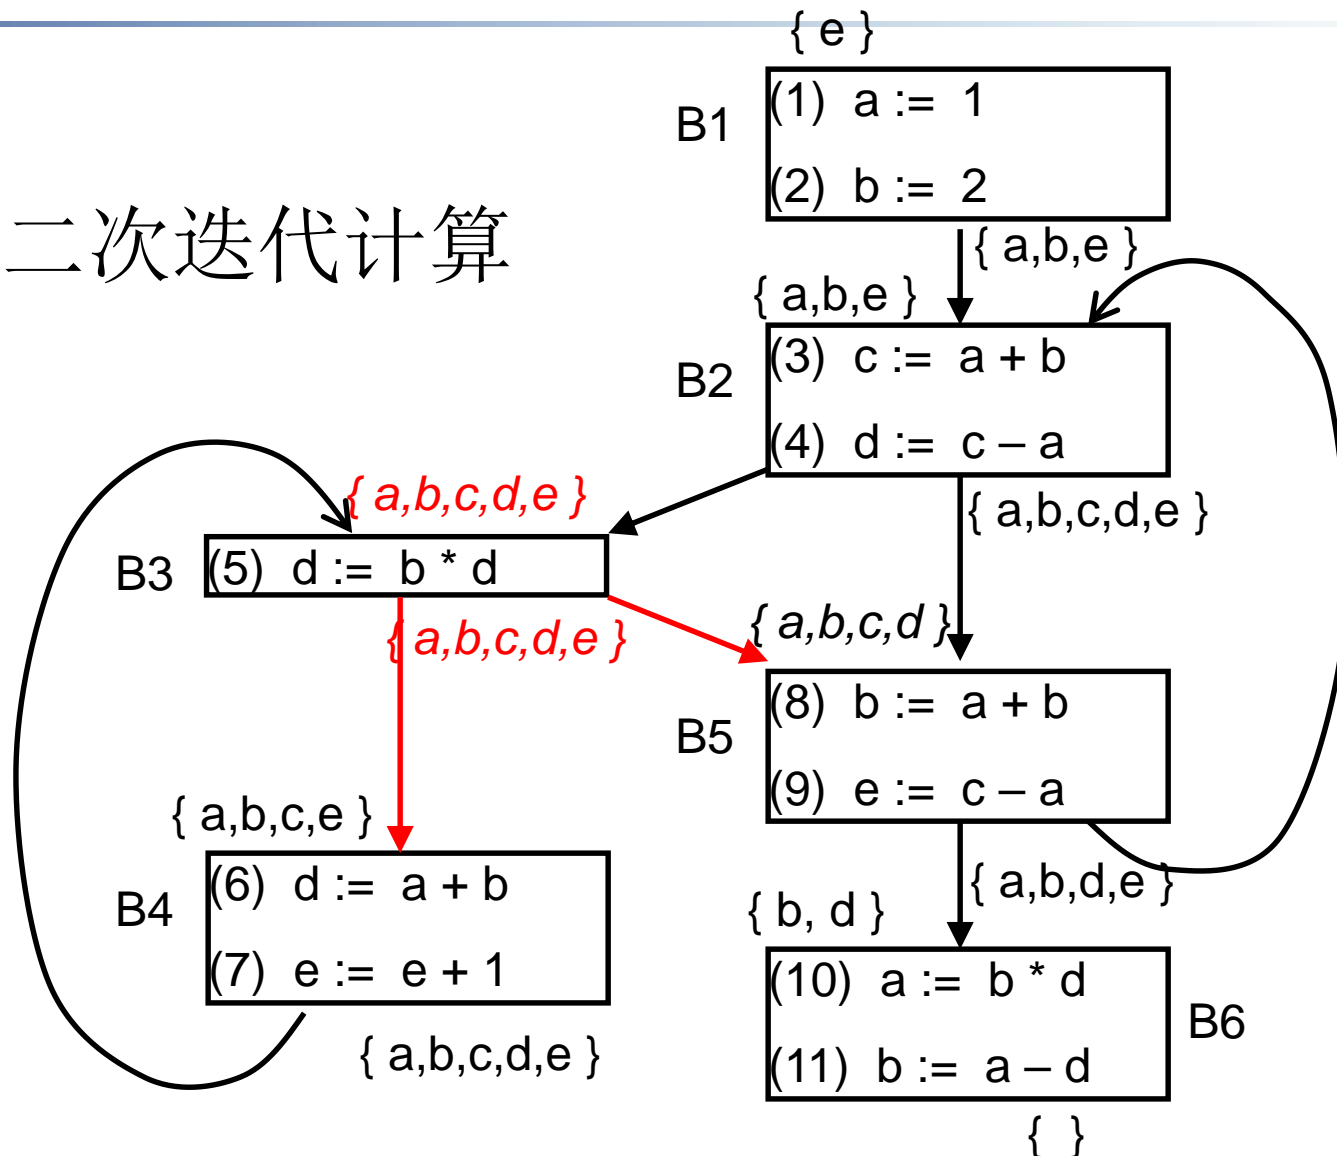 { e }
B1
(1) a := 1
(2) b := 2
二次迭代计算
{ a,b,e }
{ a,b,e }
B2
(3) c := a + b
(4) d := c – a
{ a,b,c,d,e }
{ a,b,c,d,e }
B3
(5) d := b * d
{ a,b,c,d,e }
{ a,b,c,d }
B5
(8) b := a + b
(9) e := c – a
{ a,b,c,e }
B4
(6) d := a + b
(7) e := e + 1
{ a,b,c,d,e }
{ a,b,d,e }
{ b, d }
(10) a := b * d
(11) b := a – d
B6
{ }